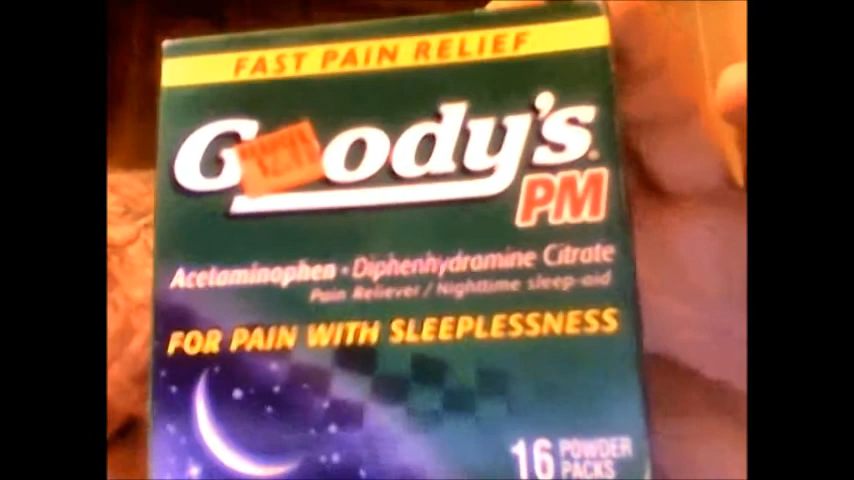 FAST PAIN RELIEF
Goody's
PM
Acetaminophen • Diphenhydramine Citrate
Pain Reliever / Nighttime sleep-aid
FOR PAIN WITH SLEEPLESSNESS
16 POWDER
PACKS